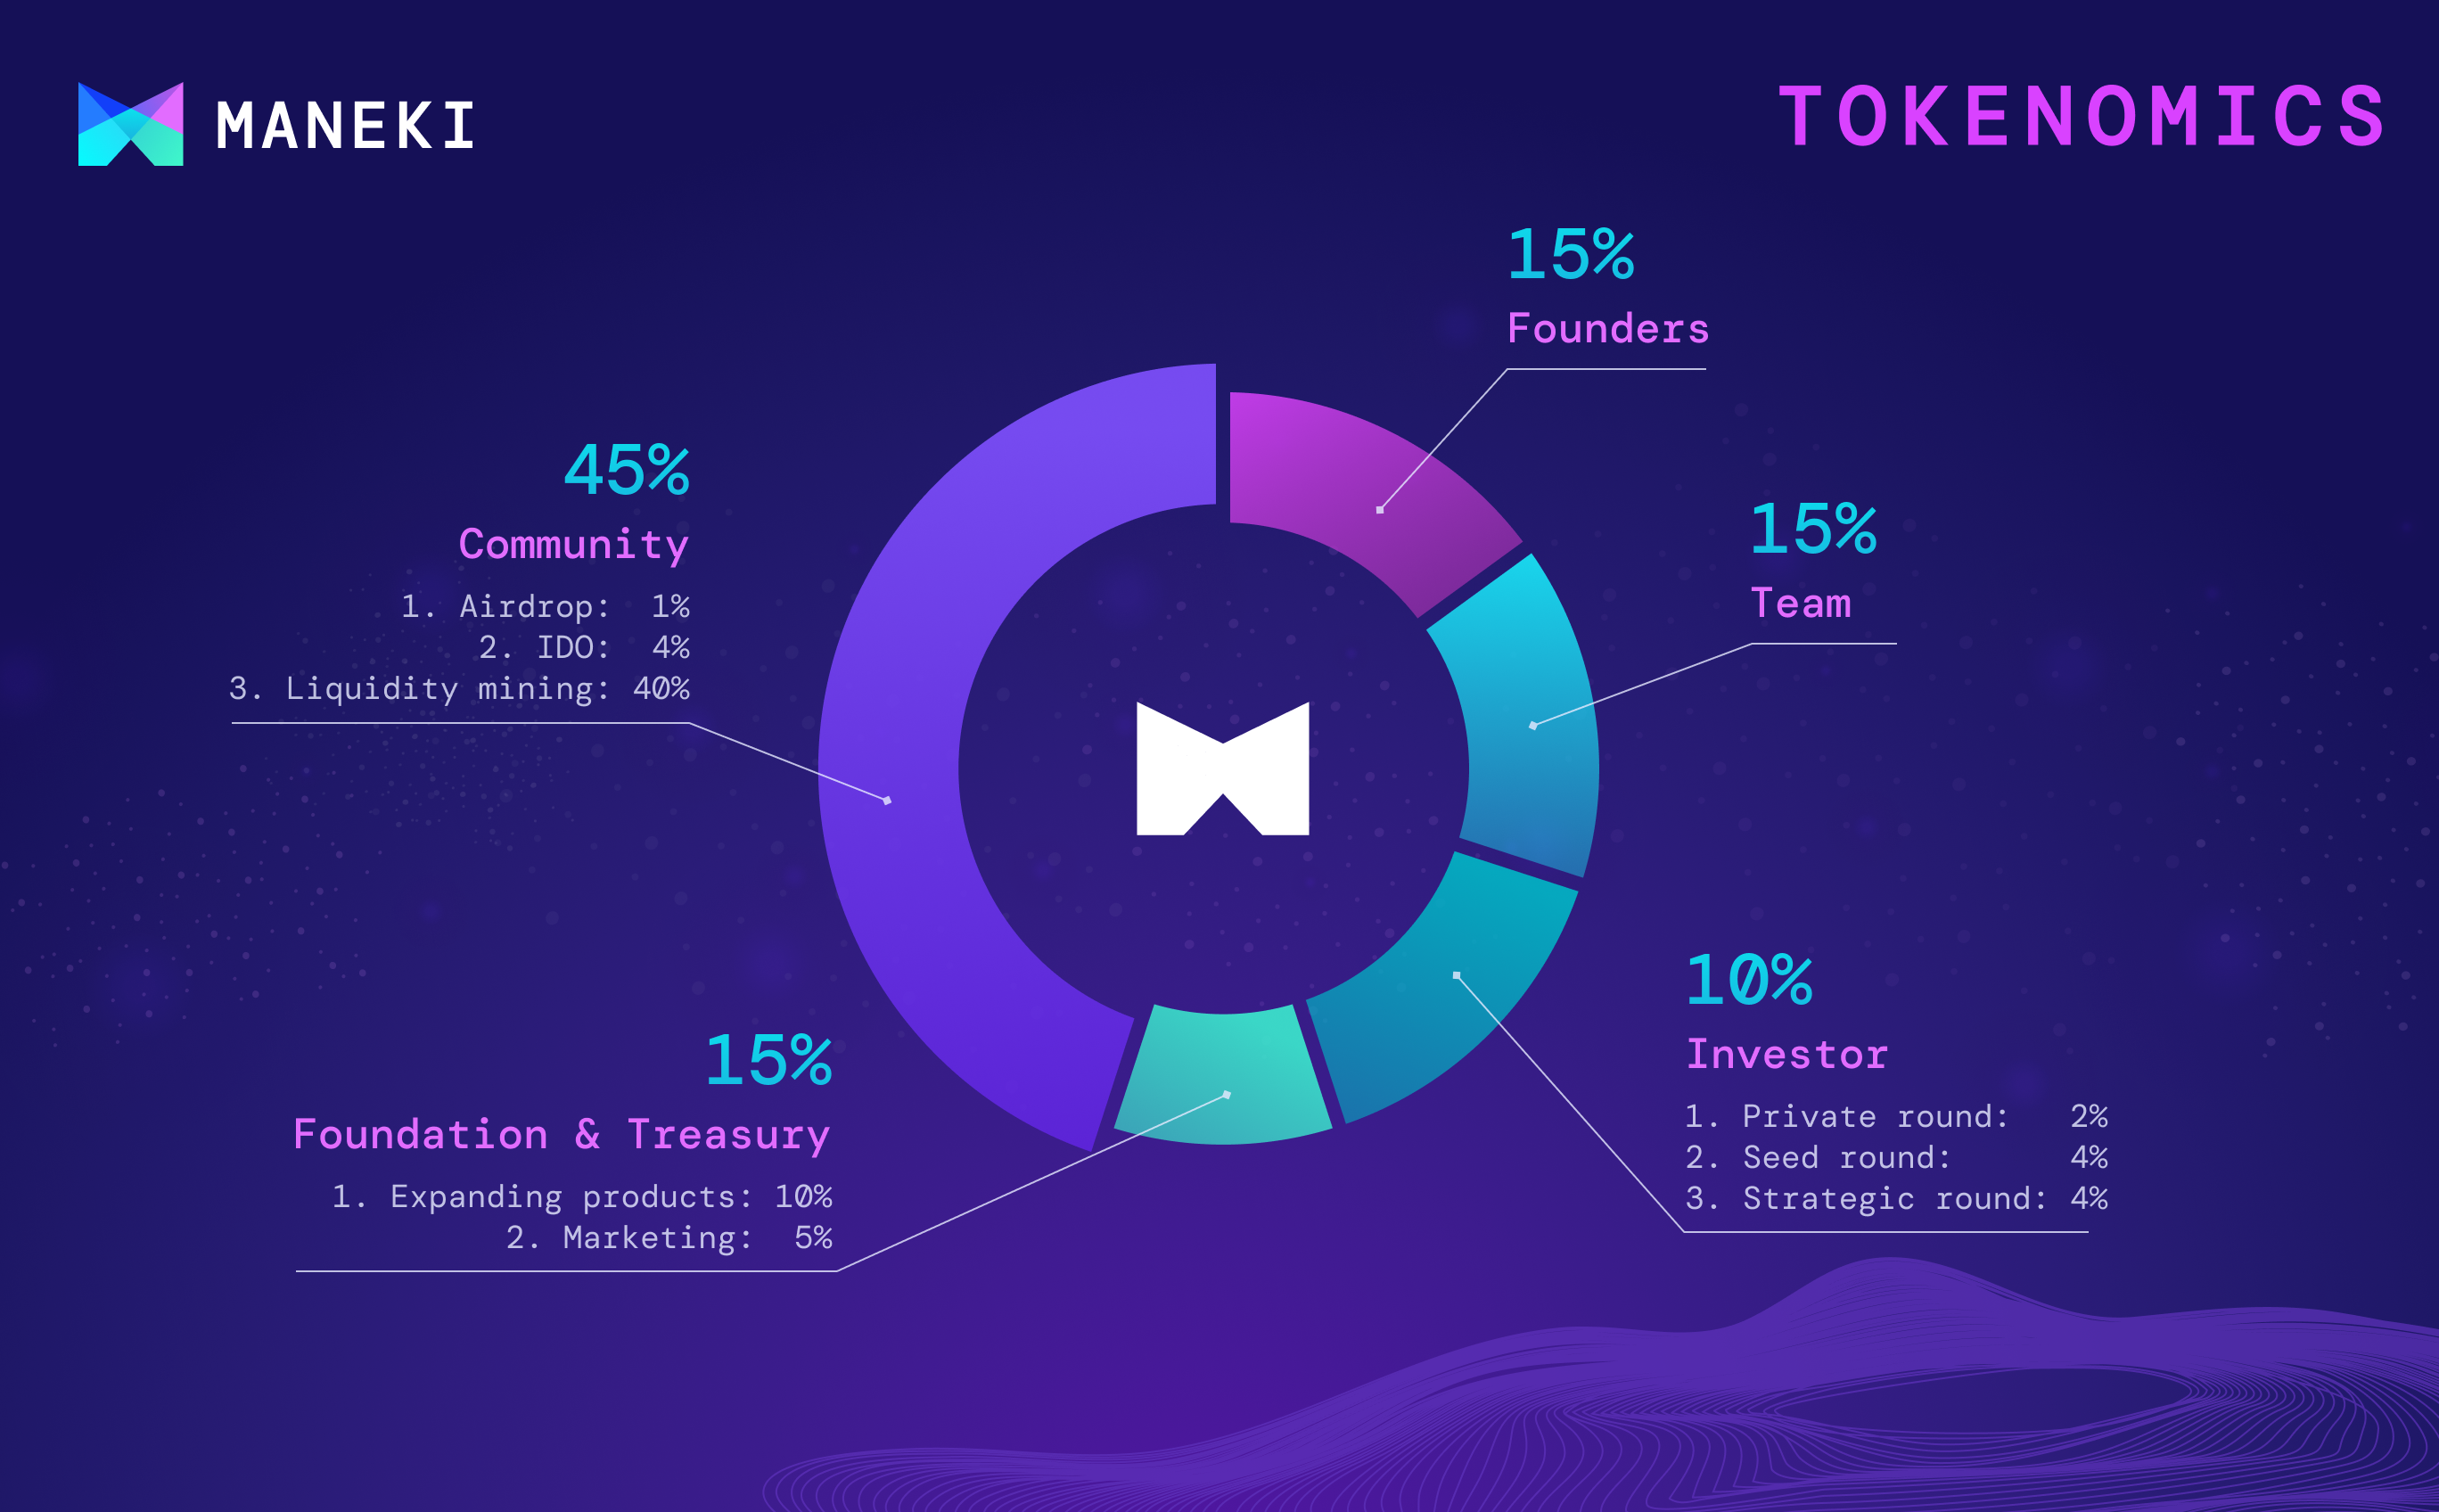 MANEKI
TOKENOMICS
15%
Founders
45%
Community
1. Airdrop: 1%
2. IDO: 4%
3. Liquidity mining: 40%
15%
Team
10%
Investor
1. Private round: 2%
2. Seed round: 4%
3. Strategic round: 4%
15%
Foundation & Treasury
1. Expanding products: 10%
2. Marketing: 5%